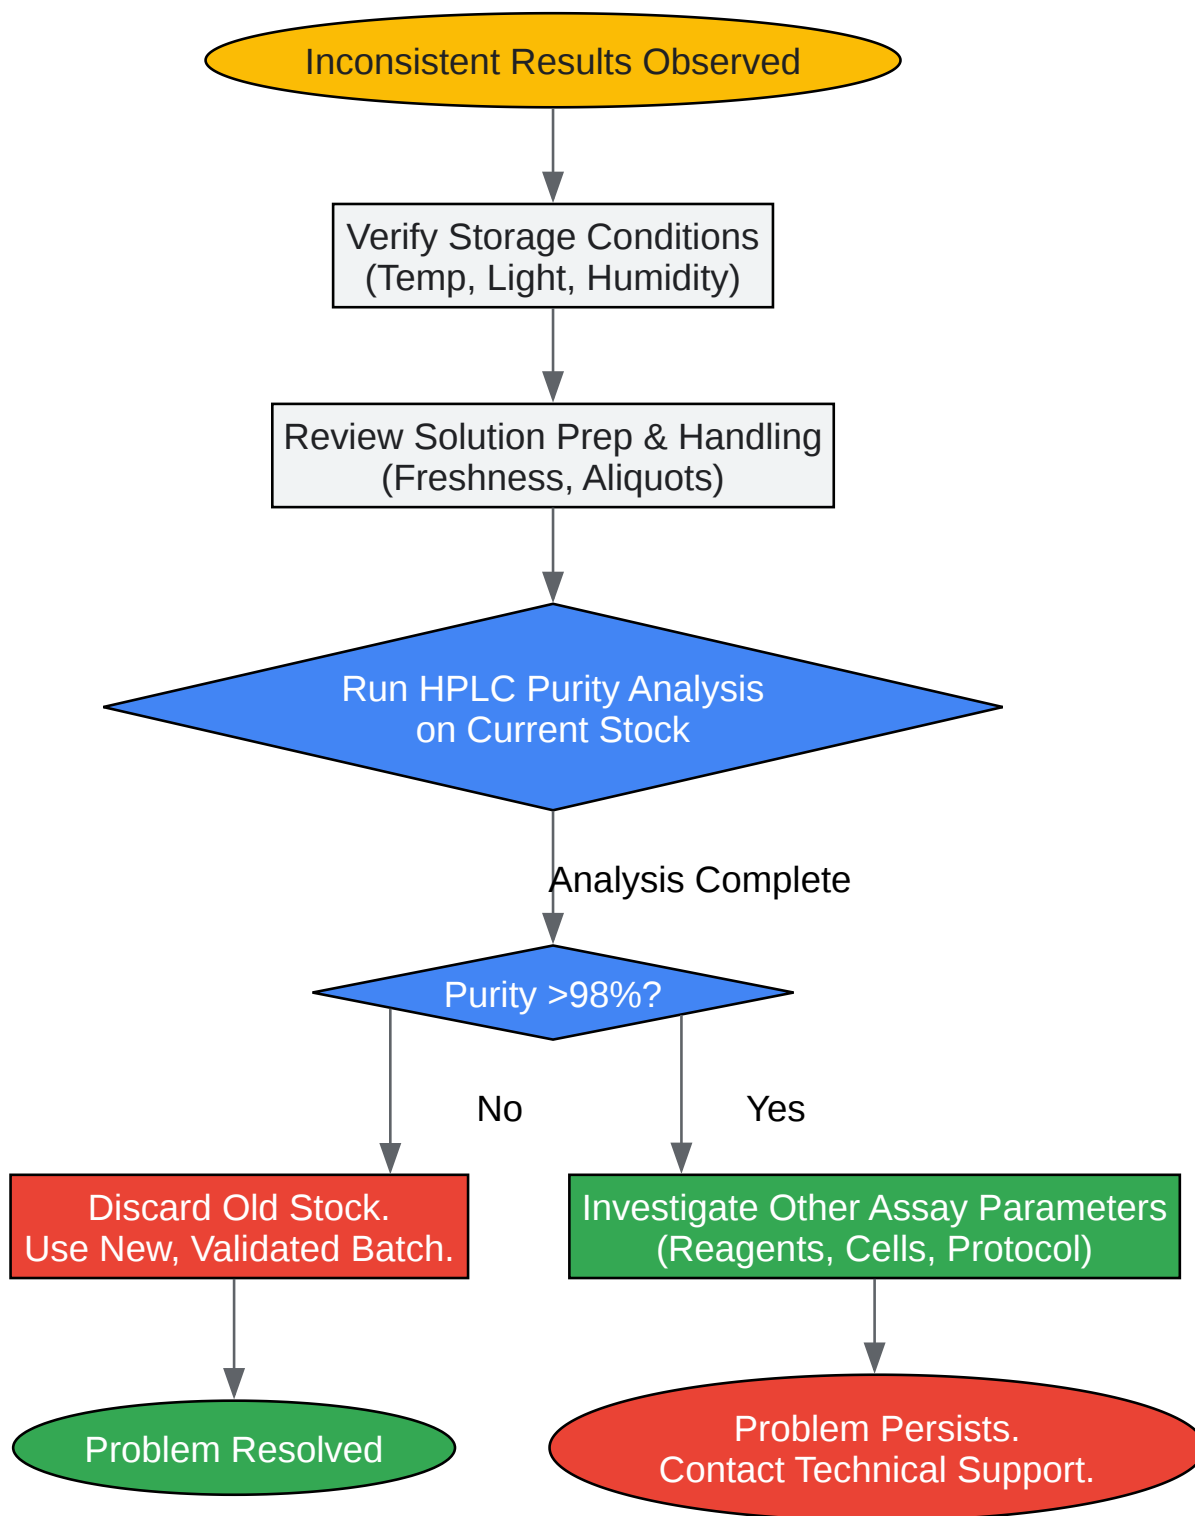 Inconsistent Results Observed
Verify Storage Conditions
(Temp, Light, Humidity)
Review Solution Prep & Handling
(Freshness, Aliquots)
Run HPLC Purity Analysis
on Current Stock
Analysis Complete
Purity >98%?
No
Yes
Discard Old Stock.
Use New, Validated Batch.
Investigate Other Assay Parameters
(Reagents, Cells, Protocol)
Problem Resolved
Problem Persists.
Contact Technical Support.